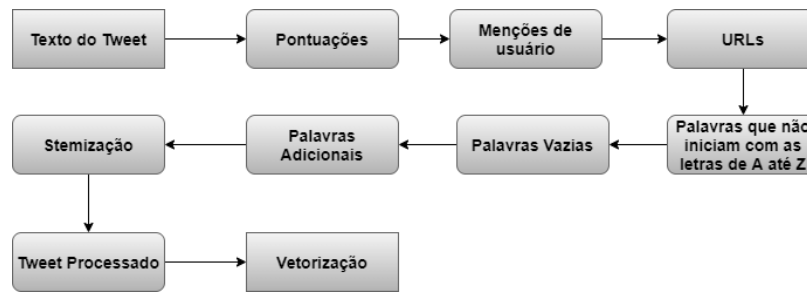 Texto do Tweet
Pontuações
Menções de
usuário
URLs
Palavras que não
iniciam com as
letras de A até Z
Palavras Vazias
Palavras
Adicionais
Stemização
Tweet Processado
Vetorização